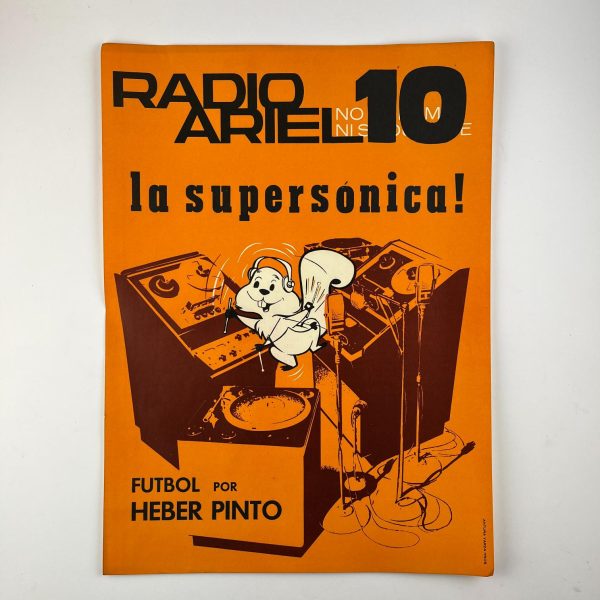 RADIO
ARIEL 10
NO
NI
la supersónica!
FUTBOL POR
HEBER PINTO